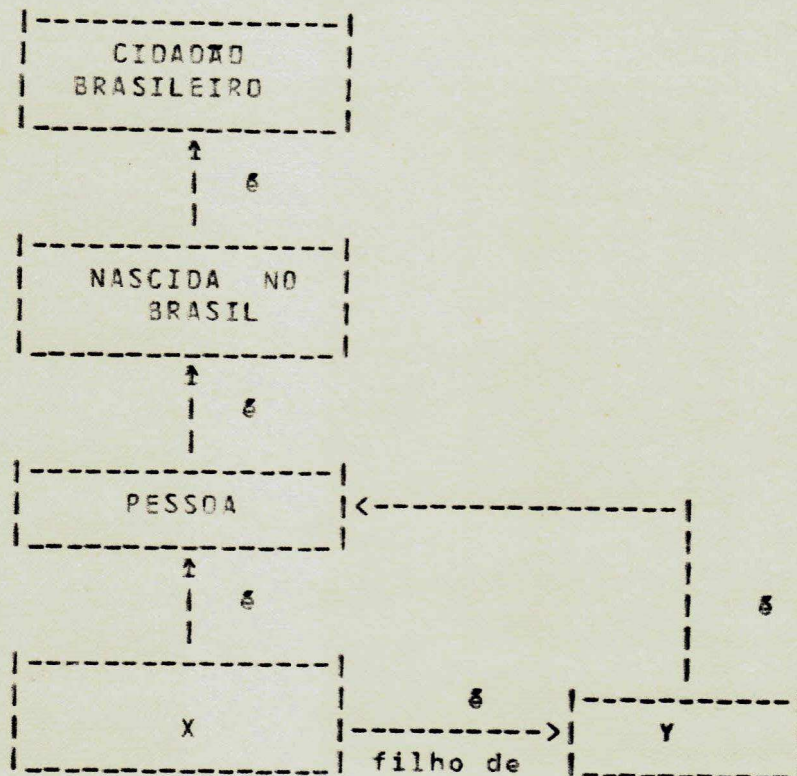 CIDADÃO
BRASILEIRO
é
NASCIDA NO
BRASIL
é
PESSOA
é
é
X
é
Y
filho de